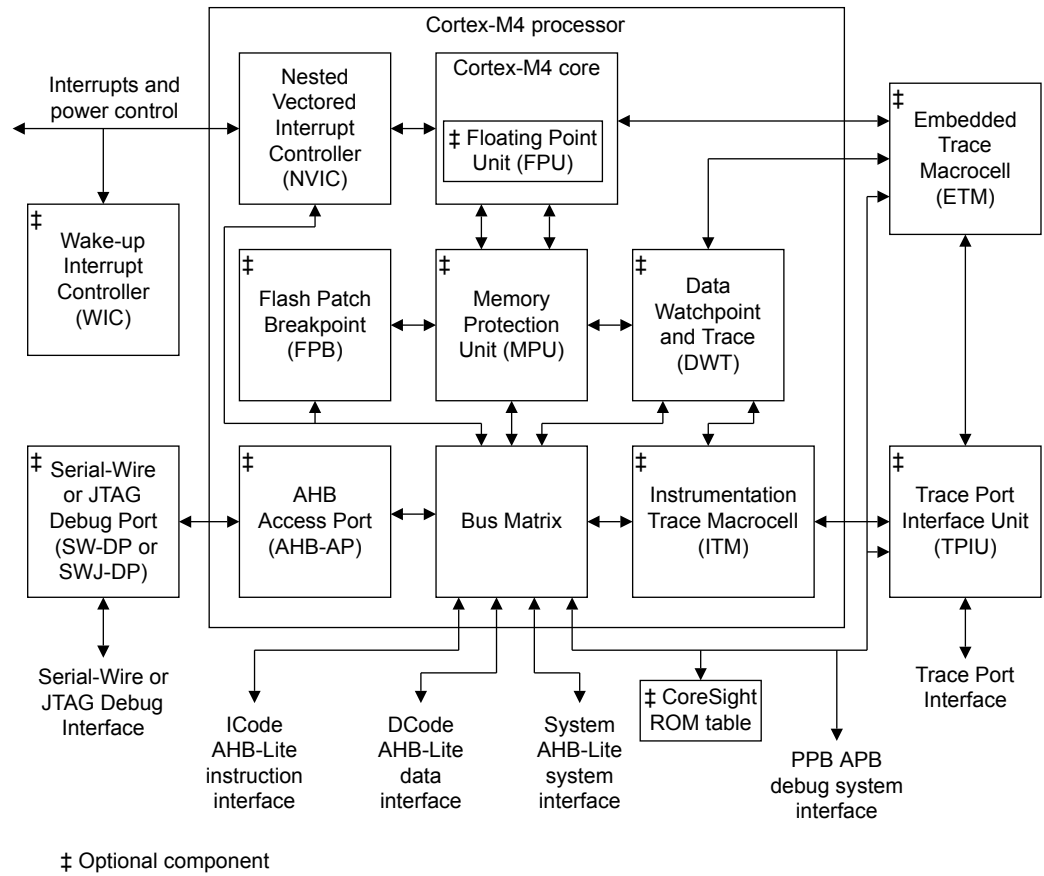 Cortex-M4 processor
Interrupts and
power control
Nested
Vectored
Interrupt
Controller
(NVIC)
Cortex-M4 core
‡ Floating Point
Unit (FPU)
‡
Embedded
Trace
Macrocell
(ETM)
‡
Wake-up
Interrupt
Controller
(WIC)
‡
Flash Patch
Breakpoint
(FPB)
‡
Memory
Protection
Unit (MPU)
‡
Data
Watchpoint
and Trace
(DWT)
‡
Serial-Wire
or JTAG
Debug Port
(SW-DP or
SWJ-DP)
‡
AHB
Access Port
(AHB-AP)
Bus Matrix
‡
Instrumentation
Trace Macrocell
(ITM)
‡
Trace Port
Interface Unit
(TPIU)
Serial-Wire or
JTAG Debug
Interface
ICode
AHB-Lite
instruction
interface
DCode
AHB-Lite
data
interface
System
AHB-Lite
system
interface
‡ CoreSight
ROM table
PPB APB
debug system
interface
Trace Port
Interface
‡ Optional component